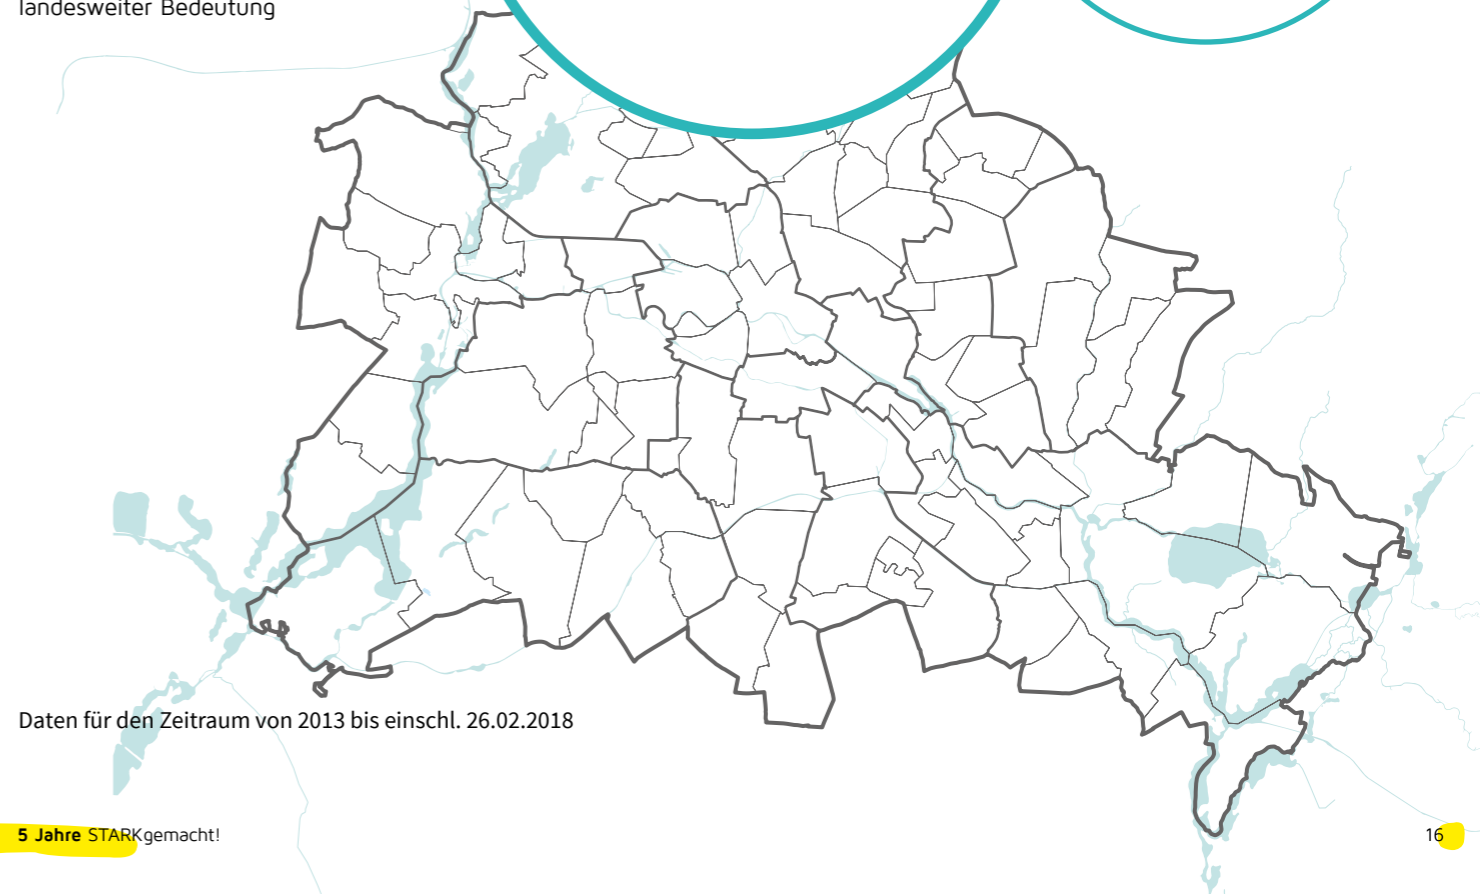 landesweiter Bedeutung
Daten für den Zeitraum von 2013 bis einschl. 26.02.2018
5 Jahre STARKgemacht!
16